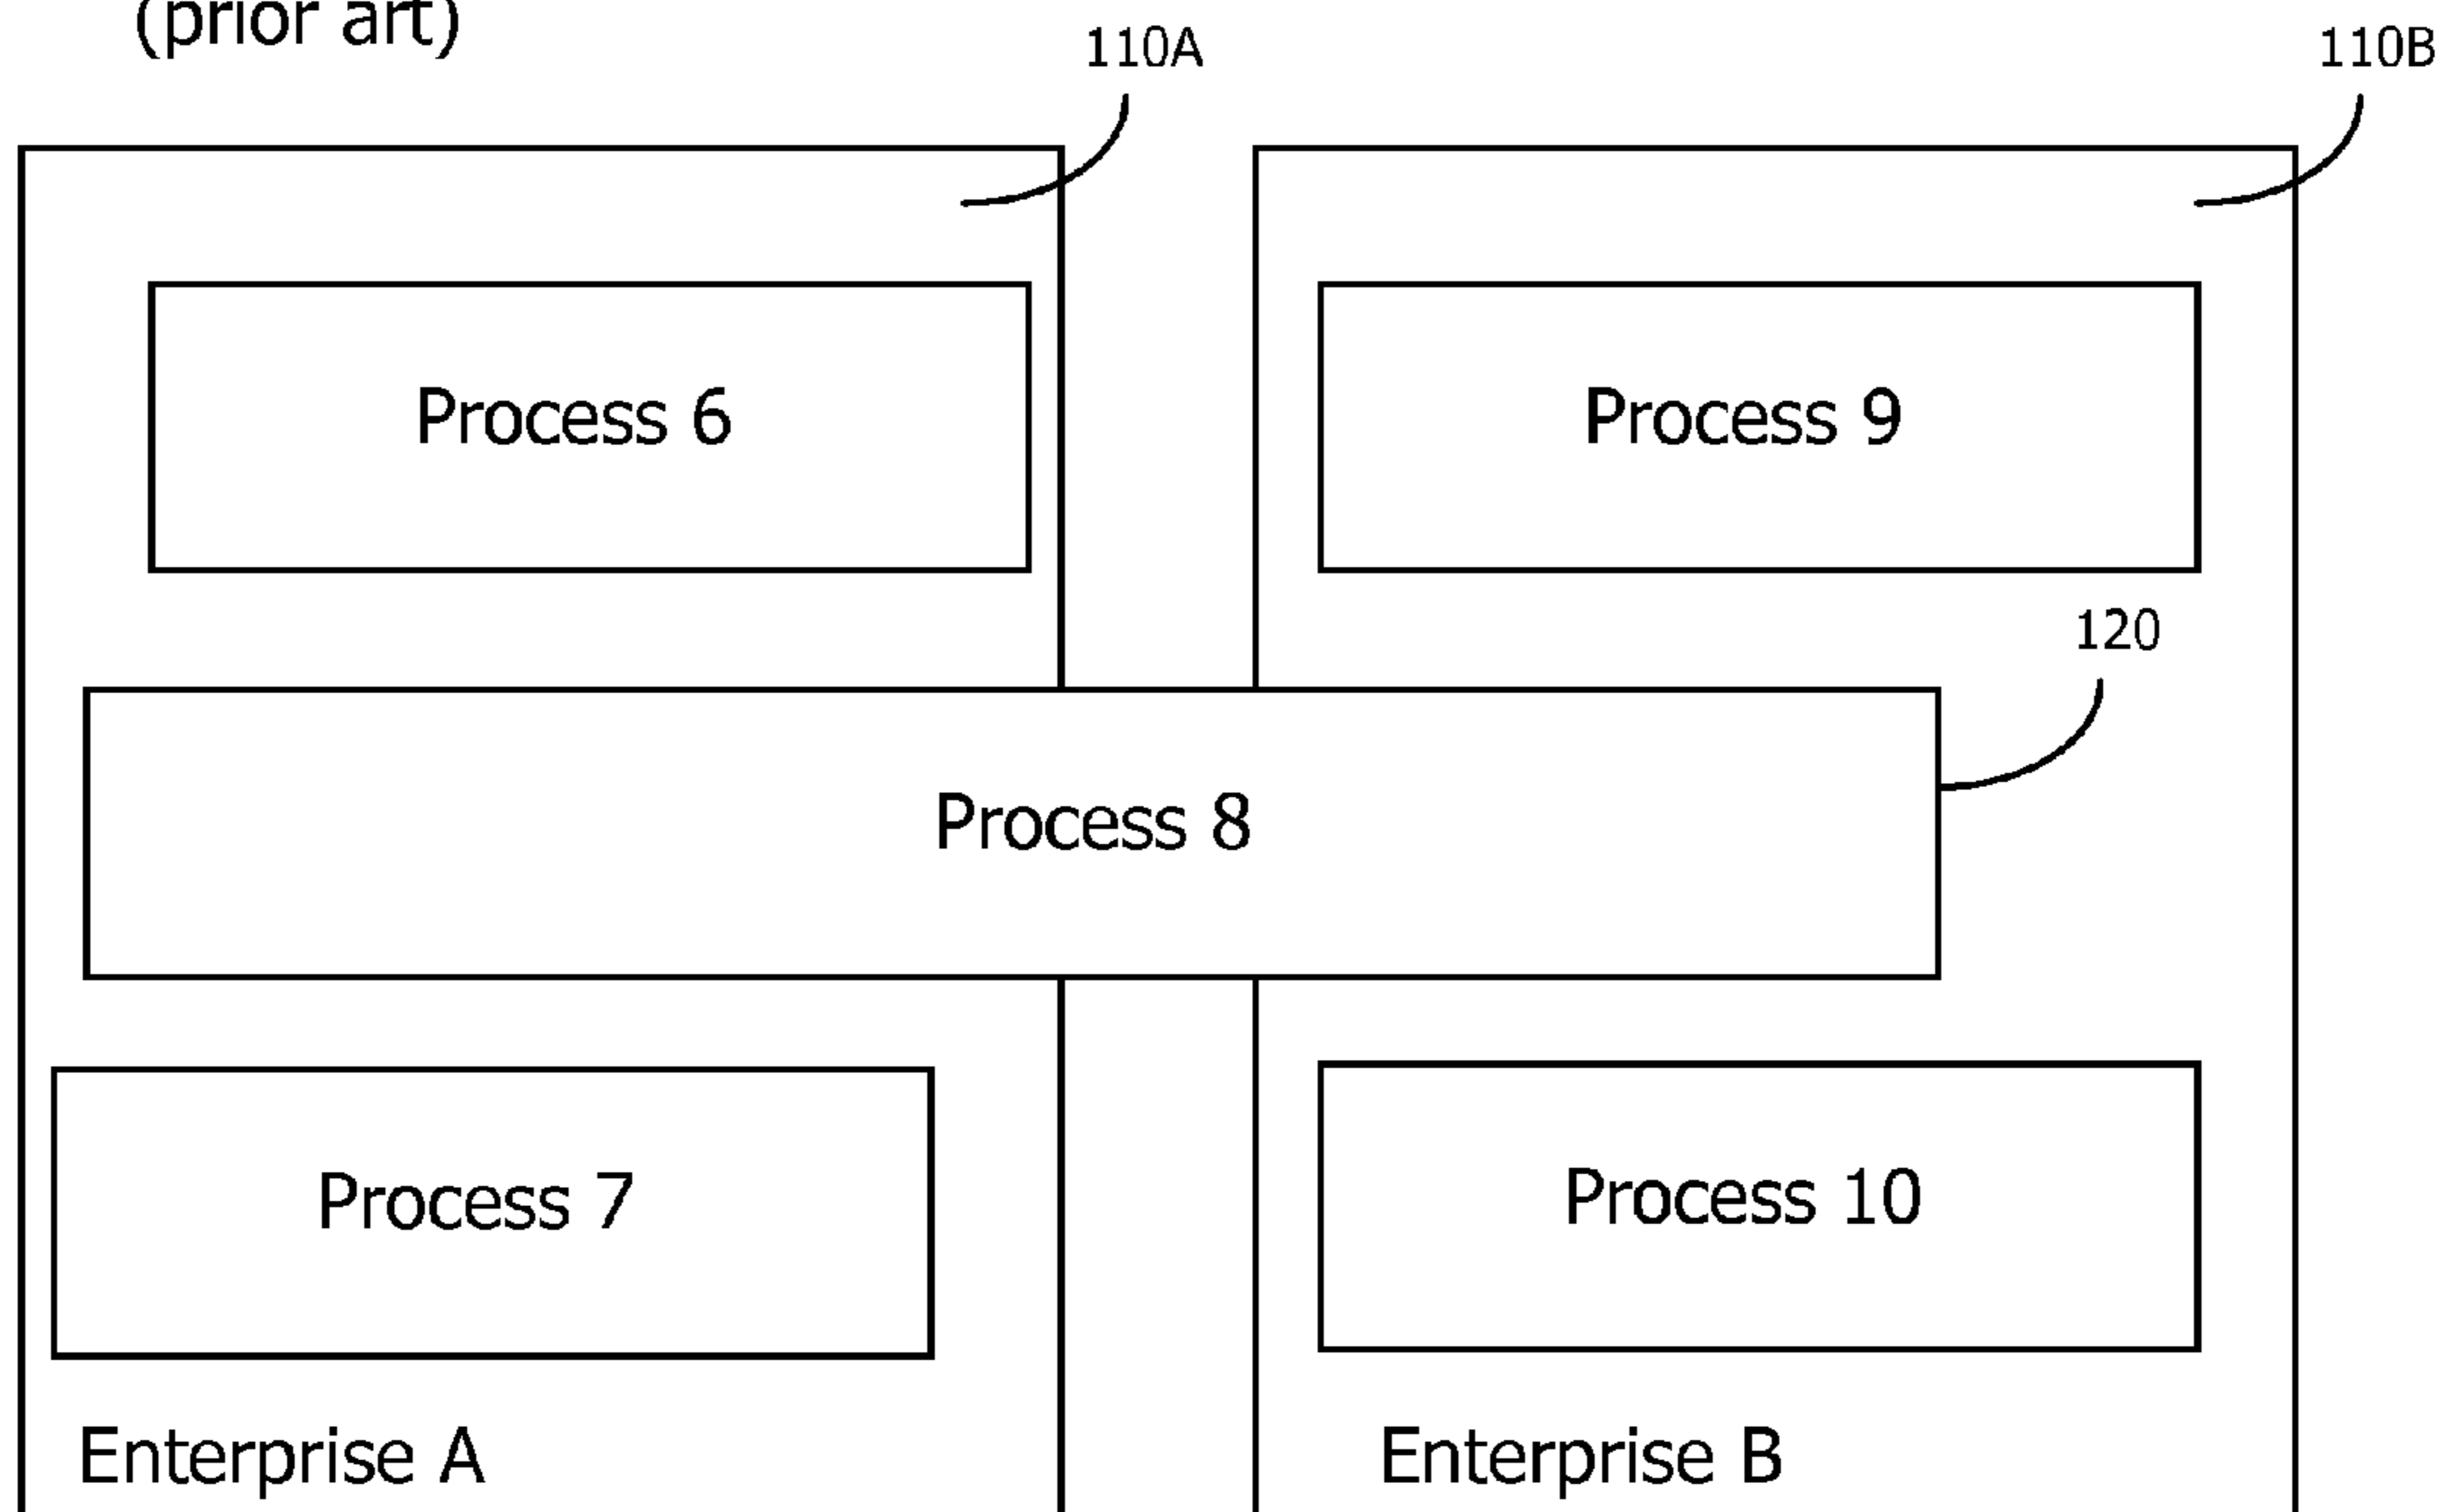 (prior art)
110A
110B
Process 6
Process 9
120
Process 8
Process 7
Process 10
Enterprise A
Enterprise B